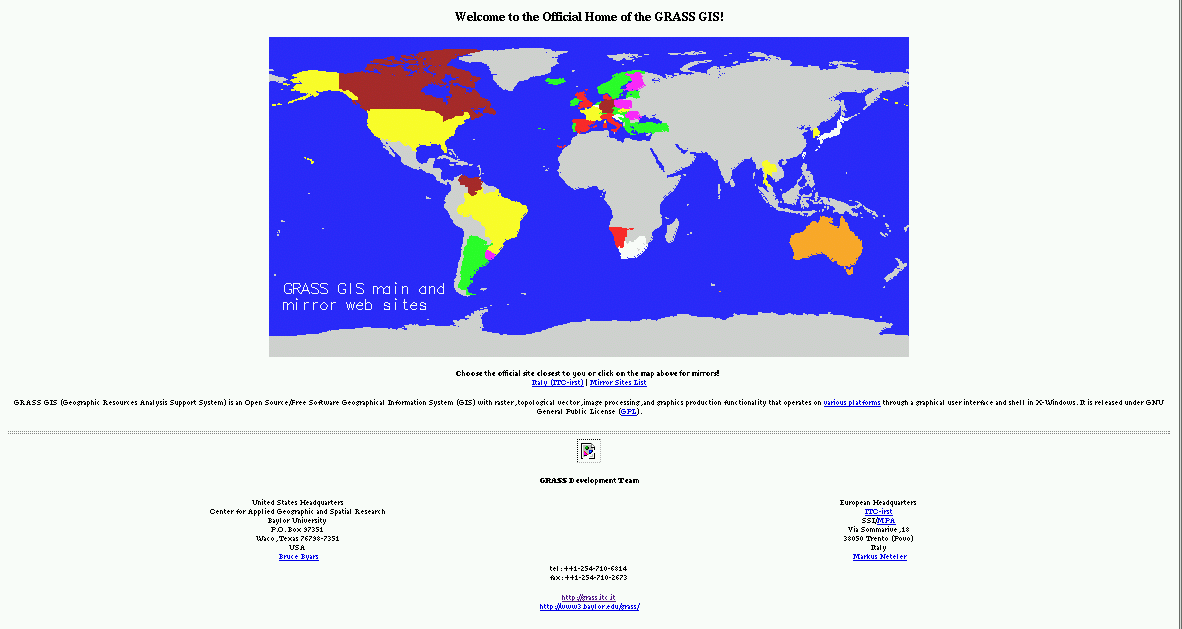 Welcome to the Official Home of the GRASS GIS!
GRASS GIS main and
mirror web sites
Choose the official site closest to you or click on the map above for mirrors!
Italy (ITC-irst) | Mirror Sites List
GRASS GIS (Geographic Resources Analysis Support System) is an Open Source/Free Software Geographical Information System (GIS) with raster, topological vector, image processing, and graphics production functionality that operates on various platforms through a graphical user interface and shell in X-Windows. It is released under GNU
General Public License (GPL).
GRASS Development Team
United States Headquarters
Center for Applied Geographic and Spatial Research
Baylor University
P.O. Box 97351
Waco, Texas 76798-7351
USA
Bruce Byars
European Headquarters
ITC-irst
SSI/MPA
Via Sommarive, 18
38050 Trento (Povo)
Italy
Markus Neteler
tel: ++1-254-710-6814
fax: ++1-254-710-2673
http://grass.itc.it
http://www3.baylor.edu/grass/